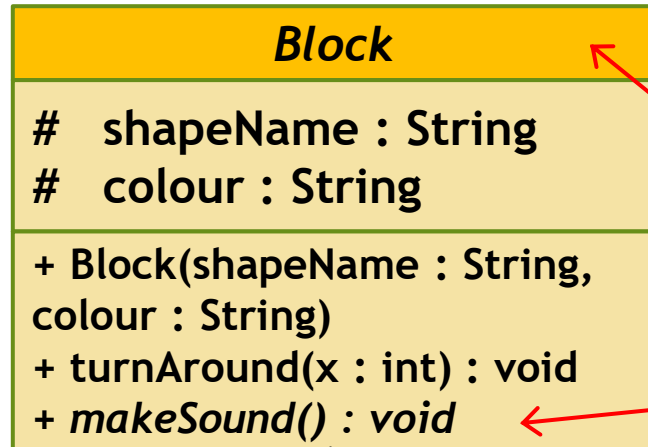 Block
# shapeName : String
# colour : String
+ Block(shapeName : String,
colour : String)
+ turnAround(x : int) : void
+ makeSound() : void